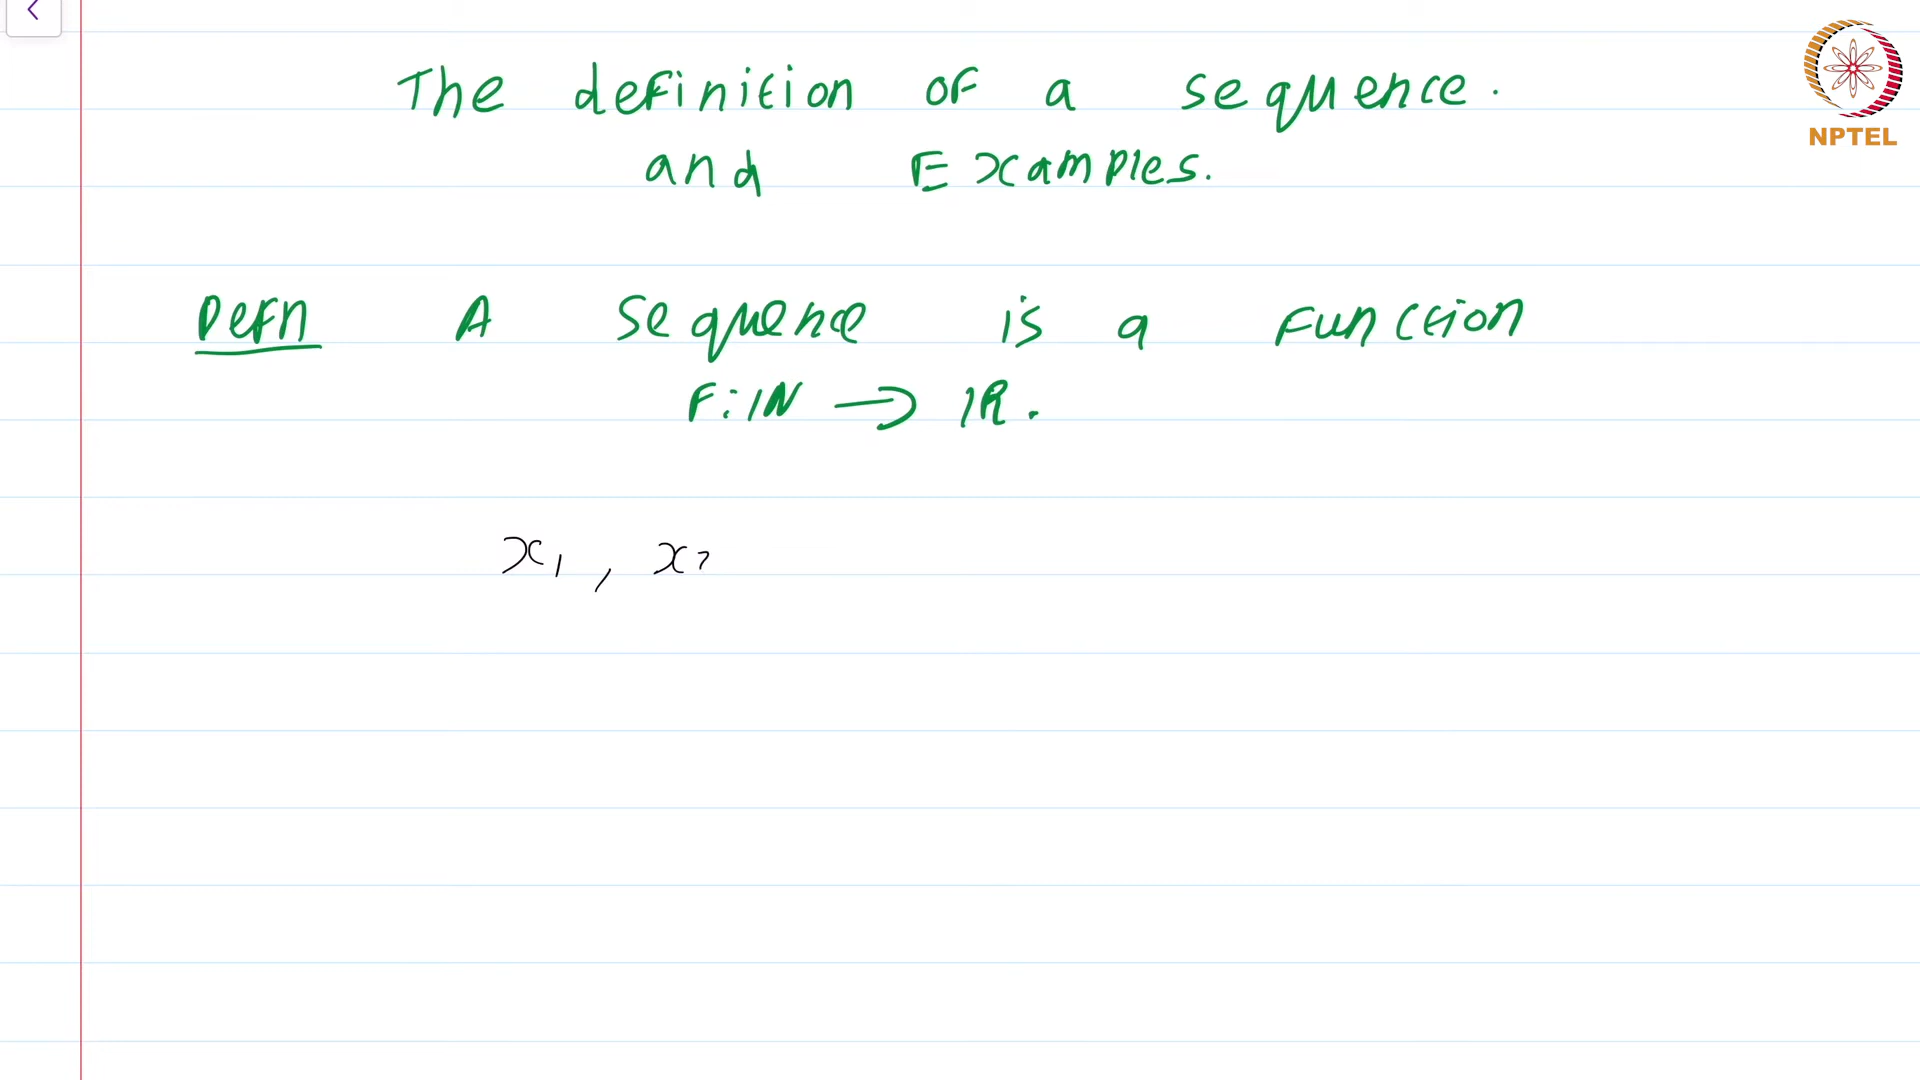 The definition of a sequence.
and Examples.
NPTEL
Defn A sequence is a function
F: ℕ → ℝ.
x₁, x₂